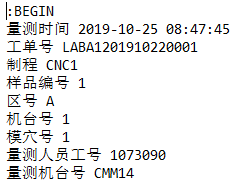 :BEGIN
量测时间 2019-10-25 08:47:45
工单号 LABA1201910220001
制程 CNC1
样品编号 1
区号 A
机台号 1
模穴号 1
量测人员工号 1073090
量测机台号 CMM14